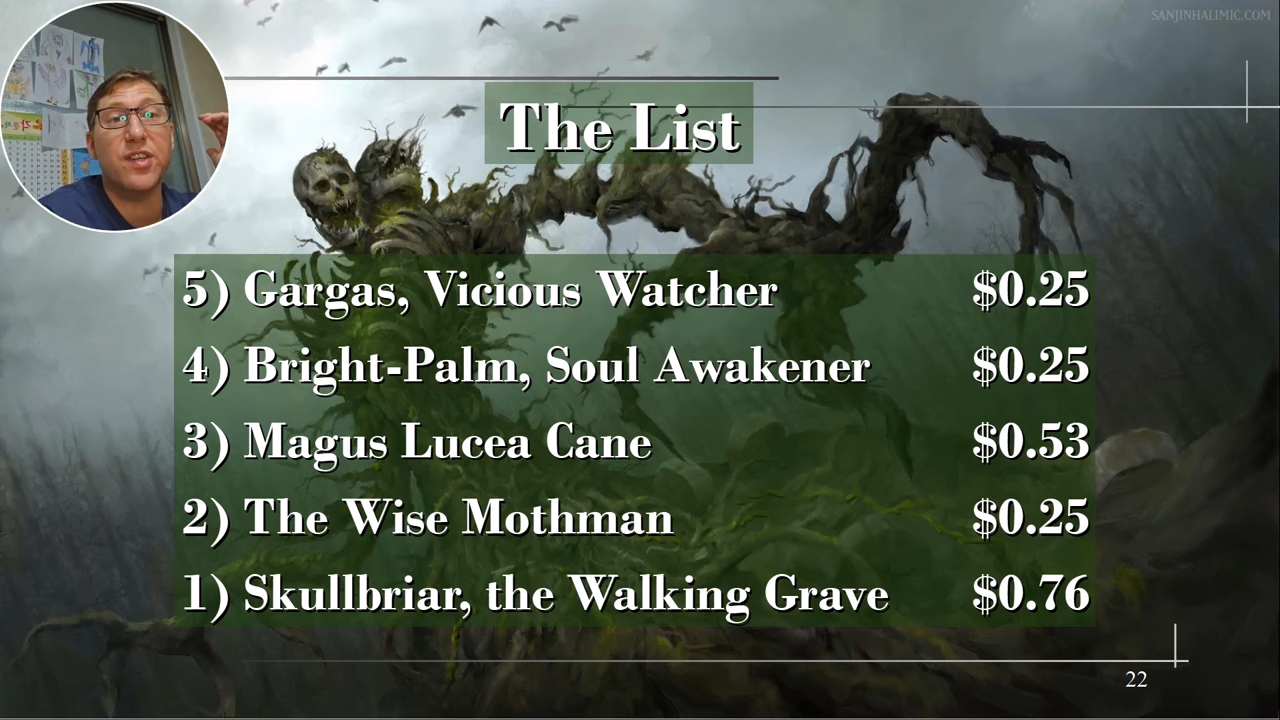 SANJINHALIMIC.COM
The List
5) Gargas, Vicious Watcher $0.25
4) Bright-Palm, Soul Awakener $0.25
3) Magus Lucea Cane $0.53
2) The Wise Mothman $0.25
1) Skullbriar, the Walking Grave $0.76
22